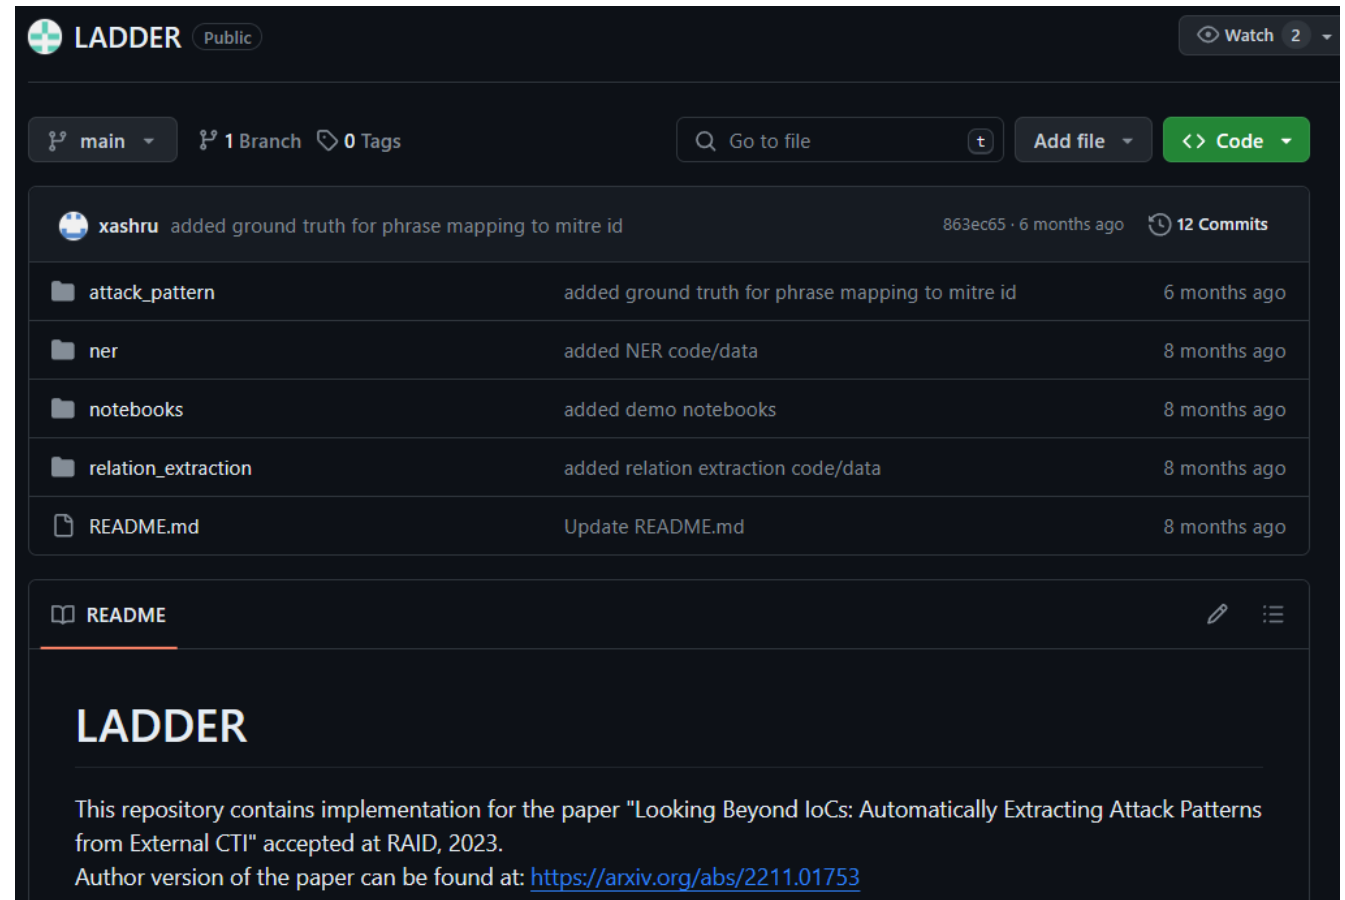 LADDER Public Watch 2
main 1 Branch 0 Tags Go to file t Add file Code
xashru added ground truth for phrase mapping to mitre id 863ec65 · 6 months ago 12 Commits
attack_pattern added ground truth for phrase mapping to mitre id 6 months ago
ner added NER code/data 8 months ago
notebooks added demo notebooks 8 months ago
relation_extraction added relation extraction code/data 8 months ago
README.md Update README.md 8 months ago
README
LADDER
This repository contains implementation for the paper "Looking Beyond IoCs: Automatically Extracting Attack Patterns
from External CTI" accepted at RAID, 2023.
Author version of the paper can be found at: https://arxiv.org/abs/2211.01753